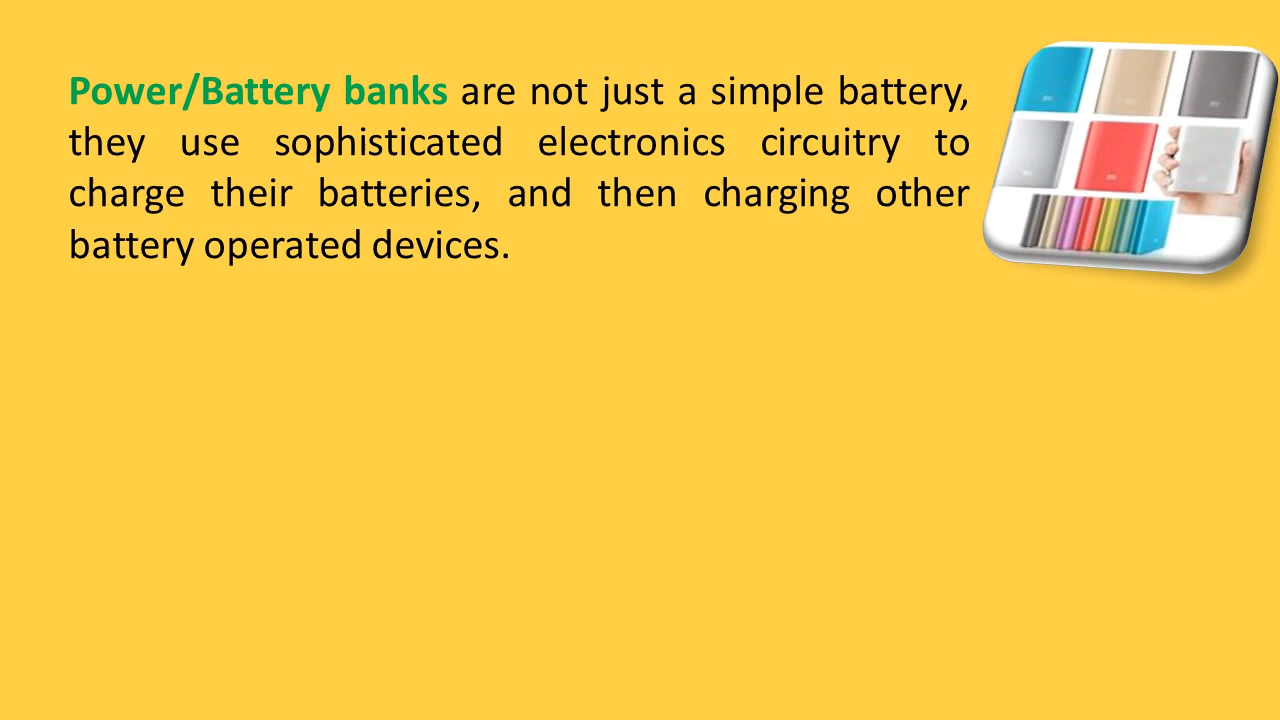 Power/Battery banks are not just a simple battery,
they use sophisticated electronics circuitry to
charge their batteries, and then charging other
battery operated devices.